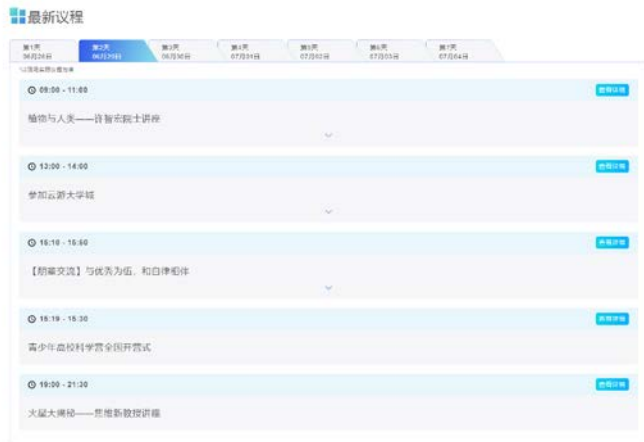 最新议程
第1天 第2天 第3天 第4天 第5天 第6天 第7天
06月28日 06月29日 06月30日 07月01日 07月02日 07月03日 07月04日
09:00 - 11:00 查看详情
植物与人类——许智宏院士讲座
13:00 - 14:00 查看详情
参加云游大学城
查看详情
【朋辈交流】与优秀为伍，和自律相伴
查看详情
青少年高校科学营全国开营式
19:00 - 21:30 查看详情
火星大揭秘——焦维新教授讲座